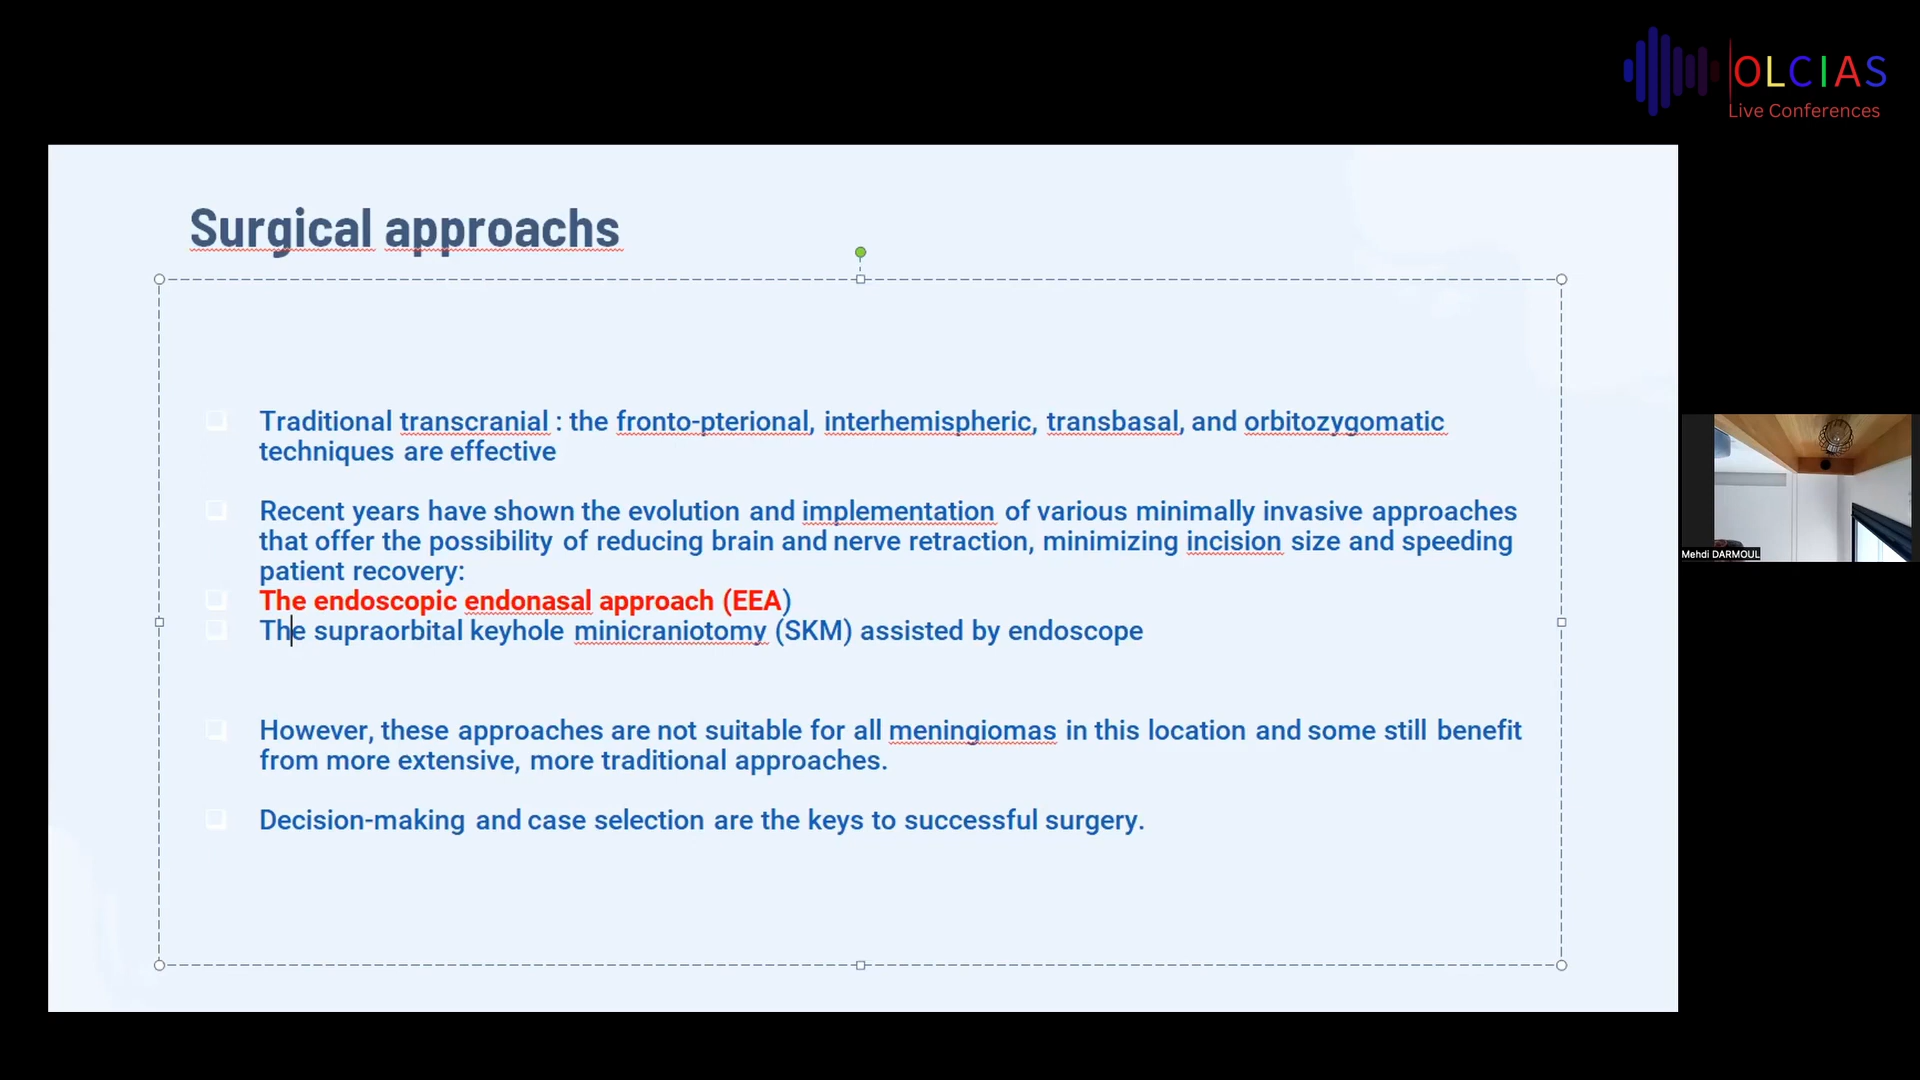 OLCIAS
Live Conferences
Surgical approachs
Traditional transcranial : the fronto-pterional, interhemispheric, transbasal, and orbitozygomatic
techniques are effective
Recent years have shown the evolution and implementation of various minimally invasive approaches
that offer the possibility of reducing brain and nerve retraction, minimizing incision size and speeding
patient recovery:
The endoscopic endonasal approach (EEA)
The supraorbital keyhole minicraniotomy (SKM) assisted by endoscope
However, these approaches are not suitable for all meningiomas in this location and some still benefit
from more extensive, more traditional approaches.
Decision-making and case selection are the keys to successful surgery.
Mehdi DARMOUL